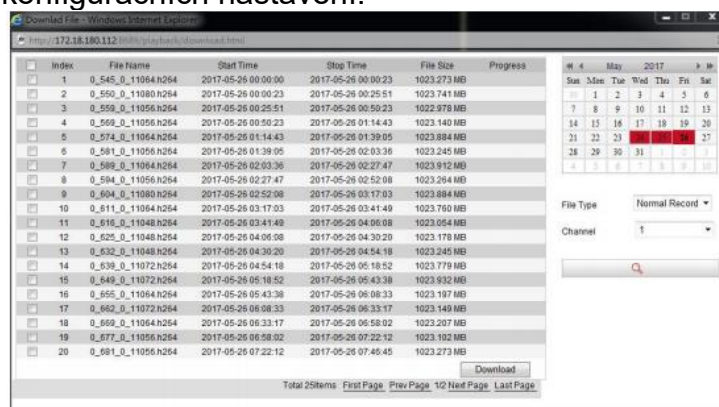 konfiguračních nastavení.
Downlad File - Windows Internet Explorer
http://172.18.180.112:8689/playback/download.html
Index File Name Start Time Stop Time File Size Progress
1 0_545_0_11064.h264 2017-05-26 00:00:00 2017-05-26 00:00:23 1023.273 MB
2 0_550_0_11080.h264 2017-05-26 00:00:23 2017-05-26 00:25:51 1023.741 MB
3 0_559_0_11056.h264 2017-05-26 00:25:51 2017-05-26 00:50:23 1022.978 MB
4 0_569_0_11056.h264 2017-05-26 00:50:23 2017-05-26 01:14:43 1023.140 MB
5 0_574_0_11064.h264 2017-05-26 01:14:43 2017-05-26 01:39:05 1023.884 MB
6 0_581_0_11056.h264 2017-05-26 01:39:05 2017-05-26 02:03:36 1023.245 MB
7 0_589_0_11064.h264 2017-05-26 02:03:36 2017-05-26 02:27:47 1023.912 MB
8 0_594_0_11056.h264 2017-05-26 02:27:47 2017-05-26 02:52:08 1023.264 MB
9 0_604_0_11080.h264 2017-05-26 02:52:08 2017-05-26 03:17:03 1023.884 MB
10 0_611_0_11064.h264 2017-05-26 03:17:03 2017-05-26 03:41:49 1023.760 MB
11 0_616_0_11048.h264 2017-05-26 03:41:49 2017-05-26 04:06:08 1023.054 MB
12 0_625_0_11048.h264 2017-05-26 04:06:08 2017-05-26 04:30:20 1023.178 MB
13 0_632_0_11048.h264 2017-05-26 04:30:20 2017-05-26 04:54:18 1023.245 MB
14 0_639_0_11072.h264 2017-05-26 04:54:18 2017-05-26 05:18:52 1023.779 MB
15 0_649_0_11072.h264 2017-05-26 05:18:52 2017-05-26 05:43:38 1023.932 MB
16 0_655_0_11064.h264 2017-05-26 05:43:38 2017-05-26 06:08:33 1023.197 MB
17 0_662_0_11072.h264 2017-05-26 06:08:33 2017-05-26 06:33:17 1023.149 MB
18 0_669_0_11064.h264 2017-05-26 06:33:17 2017-05-26 06:58:02 1023.207 MB
19 0_677_0_11056.h264 2017-05-26 06:58:02 2017-05-26 07:22:12 1023.102 MB
20 0_681_0_11056.h264 2017-05-26 07:22:12 2017-05-26 07:46:45 1023.273 MB
Download
Total 25items First Page Prev Page 1/2 Next Page Last Page
May 2017
Sun Mon Tue Wed Thu Fri Sat
30 1 2 3 4 5 6
7 8 9 10 11 12 13
14 15 16 17 18 19 20
21 22 23 24 25 26 27
28 29 30 31 1 2 3
4 5 6 7 8 9 10
File Type Normal Record
Channel 1